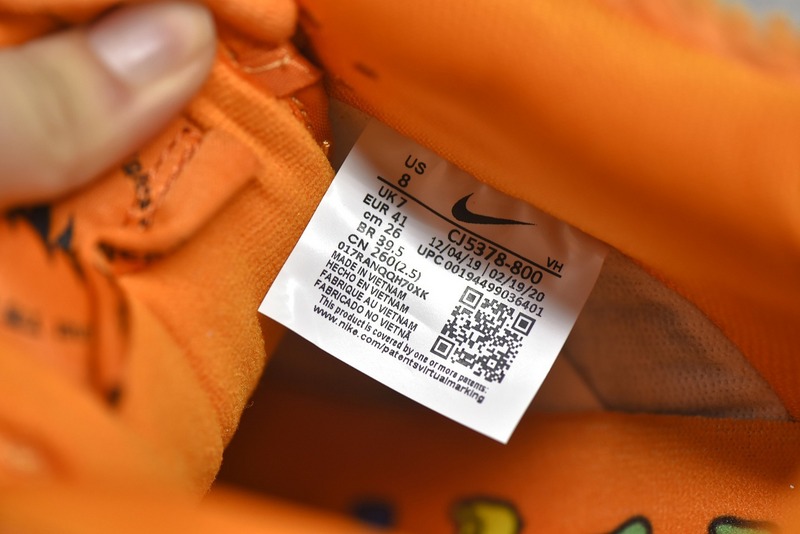 US
8
UK 7
EUR 41
cm 26
BR 39,5
CN 260(2.5)
CJ5378-800
VH
12/04/19 | 02/19/20
UPC 00194499036401
017RANQQH70XK
MADE IN VIETNAM
HECHO EN VIETNAM
FABRIQUE AU VIETNAM
FABRICADO NO VIETNÃ
This product is covered by one or more patents:
www.nike.com/patentsvirtualmarking